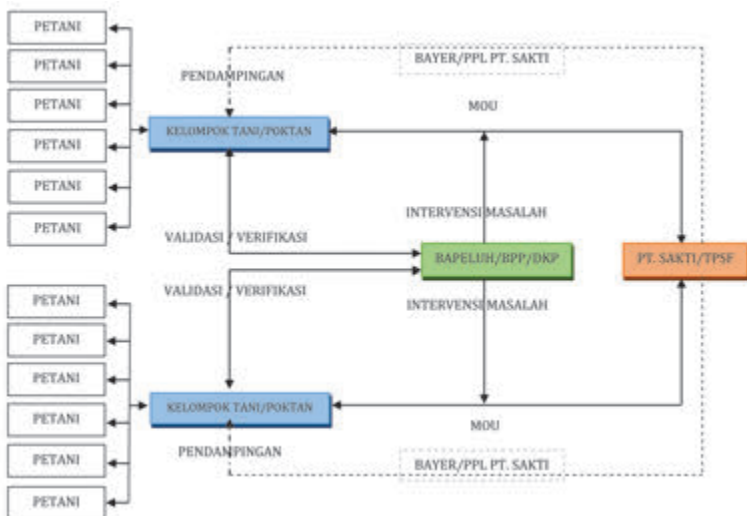 PETANI
PETANI
PETANI
PETANI
PETANI
PETANI
BAYER/PPL PT. SAKTI
PENDAMPINGAN
MOU
KELOMPOK TANI/POKTAN
INTERVENSI MASALAH
VALIDASI / VERIFIKASI
BAPELUH/BPP/DKP
PT. SAKTI/TPSF
VALIDASI / VERIFIKASI
INTERVENSI MASALAH
PETANI
PETANI
PETANI
PETANI
PETANI
PETANI
KELOMPOK TANI/POKTAN
MOU
PENDAMPINGAN
BAYER/PPL PT. SAKTI